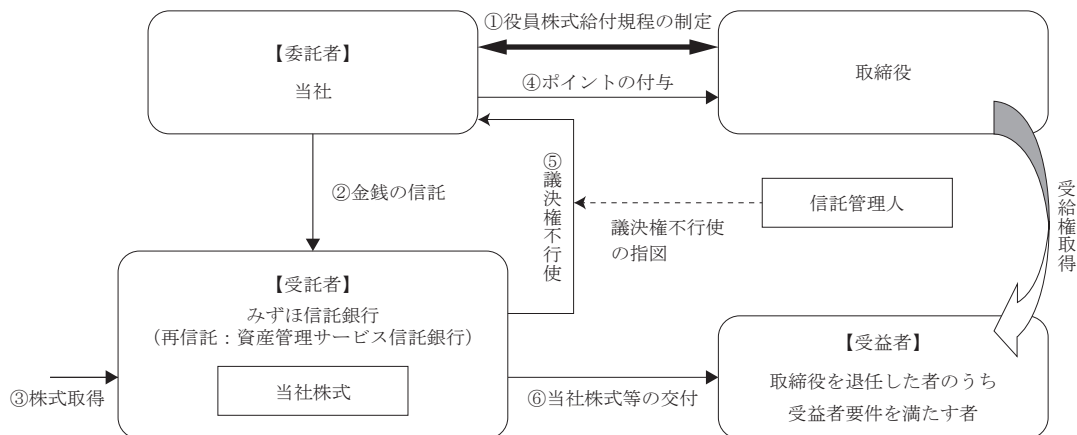 ①役員株式給付規程の制定
【委託者】
当社
取締役
④ポイントの付与
②金銭の信託
⑤議決権不行使
信託管理人
議決権不行使
の指図
受給権取得
【受託者】
みずほ信託銀行
(再信託:資産管理サービス信託銀行)
当社株式
③株式取得
⑥当社株式等の交付
【受益者】
取締役を退任した者のうち
受益者要件を満たす者